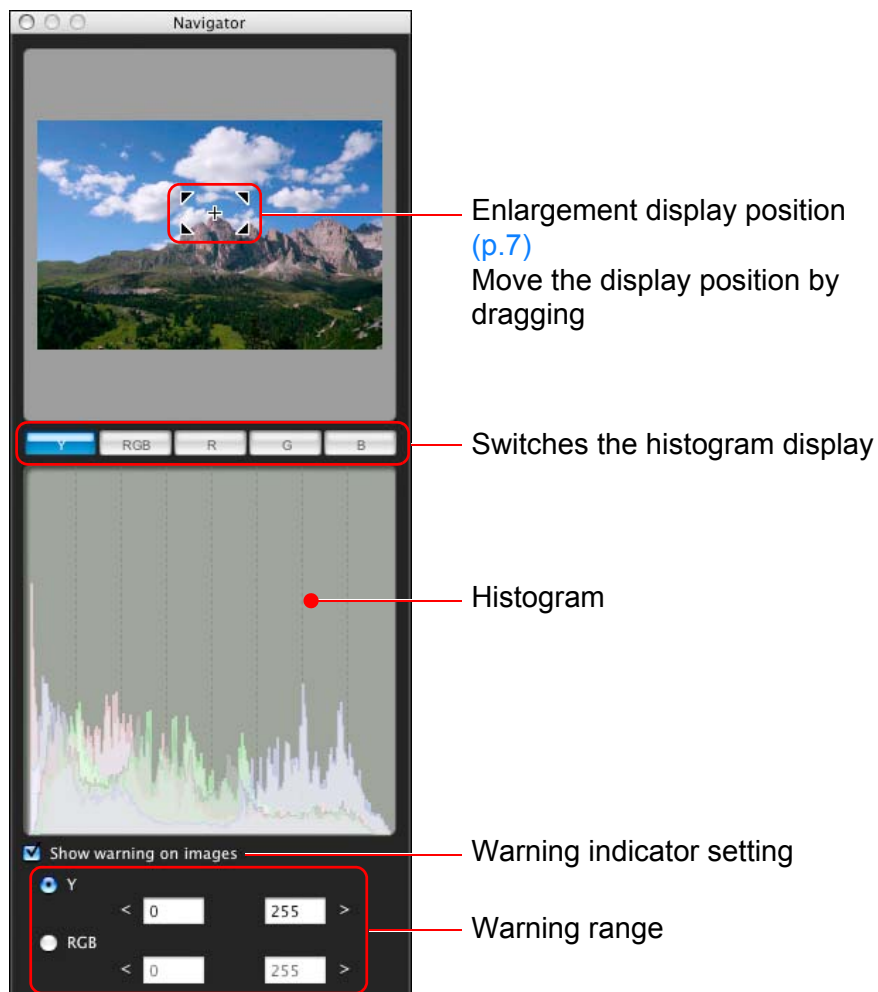 Navigator
Enlargement display position
(p.7)
Move the display position by
dragging
Y RGB R G B
Switches the histogram display
Histogram
Show warning on images
Warning indicator setting
Y
< 0 255 >
Warning range
RGB
< 0 255 >